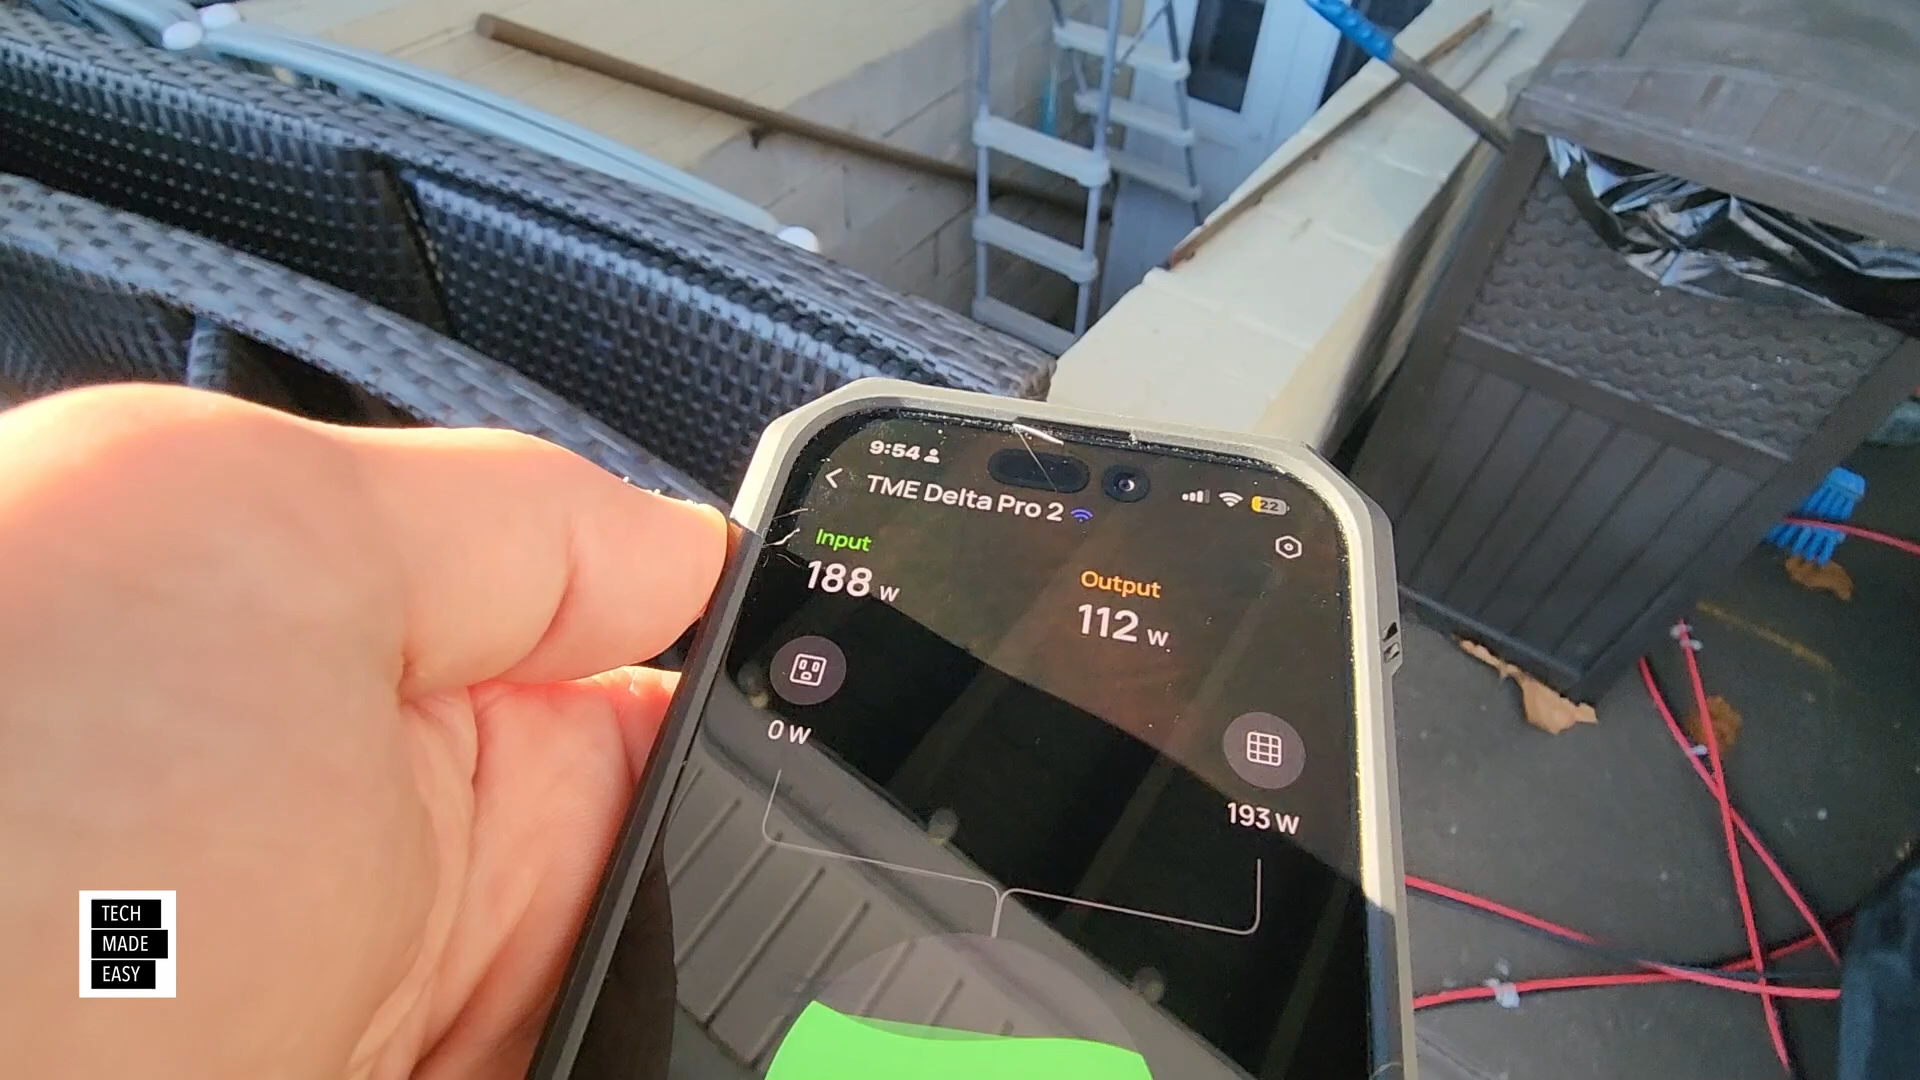 9:54
22
TME Delta Pro 2
Input
188 W
Output
112 W
0 W
193 W
TECH
MADE
EASY